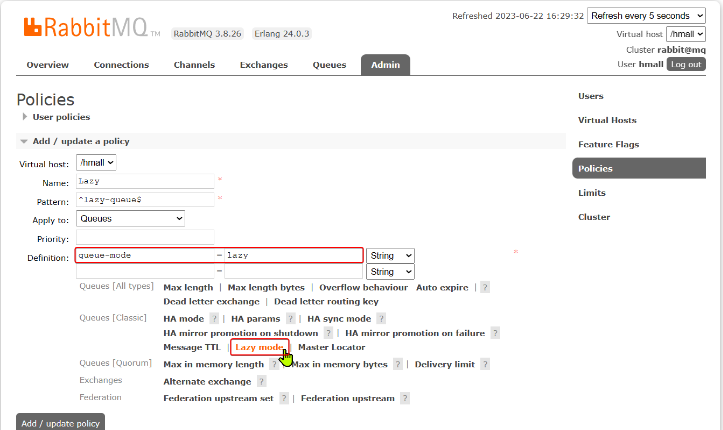 Refreshed 2023-06-22 16:29:32 Refresh every 5 seconds
RabbitMQ TM RabbitMQ 3.8.26 Erlang 24.0.3
Virtual host /hmall
Cluster rabbit@mq
User hmall Log out
Overview Connections Channels Exchanges Queues Admin
Policies
User policies
Add / update a policy
Virtual host: /hmall
Name: Lazy *
Pattern: ^lazy-queue$ *
Apply to: Queues
Priority:
Definition: queue-mode = lazy String *
= String
Queues [All types] Max length | Max length bytes | Overflow behaviour Auto expire | ?
Dead letter exchange | Dead letter routing key
Queues [Classic] HA mode ? | HA params ? | HA sync mode ?
HA mirror promotion on shutdown ? | HA mirror promotion on failure ?
Message TTL | Lazy mode Master Locator
Queues [Quorum] Max in memory length ? Max in memory bytes ? | Delivery limit ?
Exchanges Alternate exchange ?
Federation Federation upstream set ? | Federation upstream ?
Add / update policy
Users
Virtual Hosts
Feature Flags
Policies
Limits
Cluster